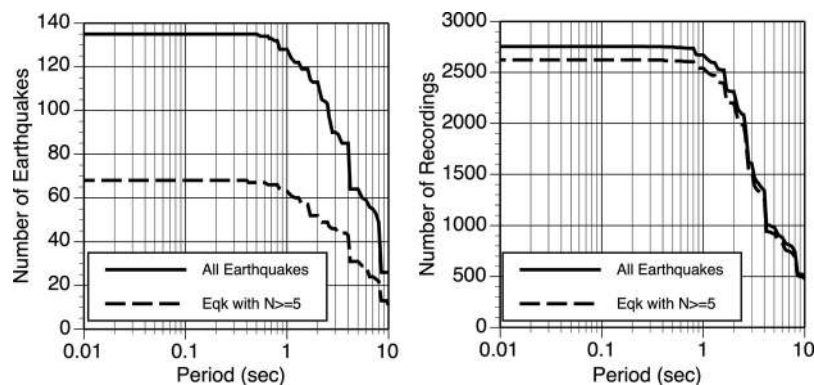 Number of Earthquakes
140
120
100
80
60
40
20
0
All Earthquakes
Eqk with N>=5
0.01
0.1
1
10
Period (sec)
Number of Recordings
3000
2500
2000
1500
1000
500
0
All Earthquakes
Eqk with N>=5
0.01
0.1
1
10
Period (sec)